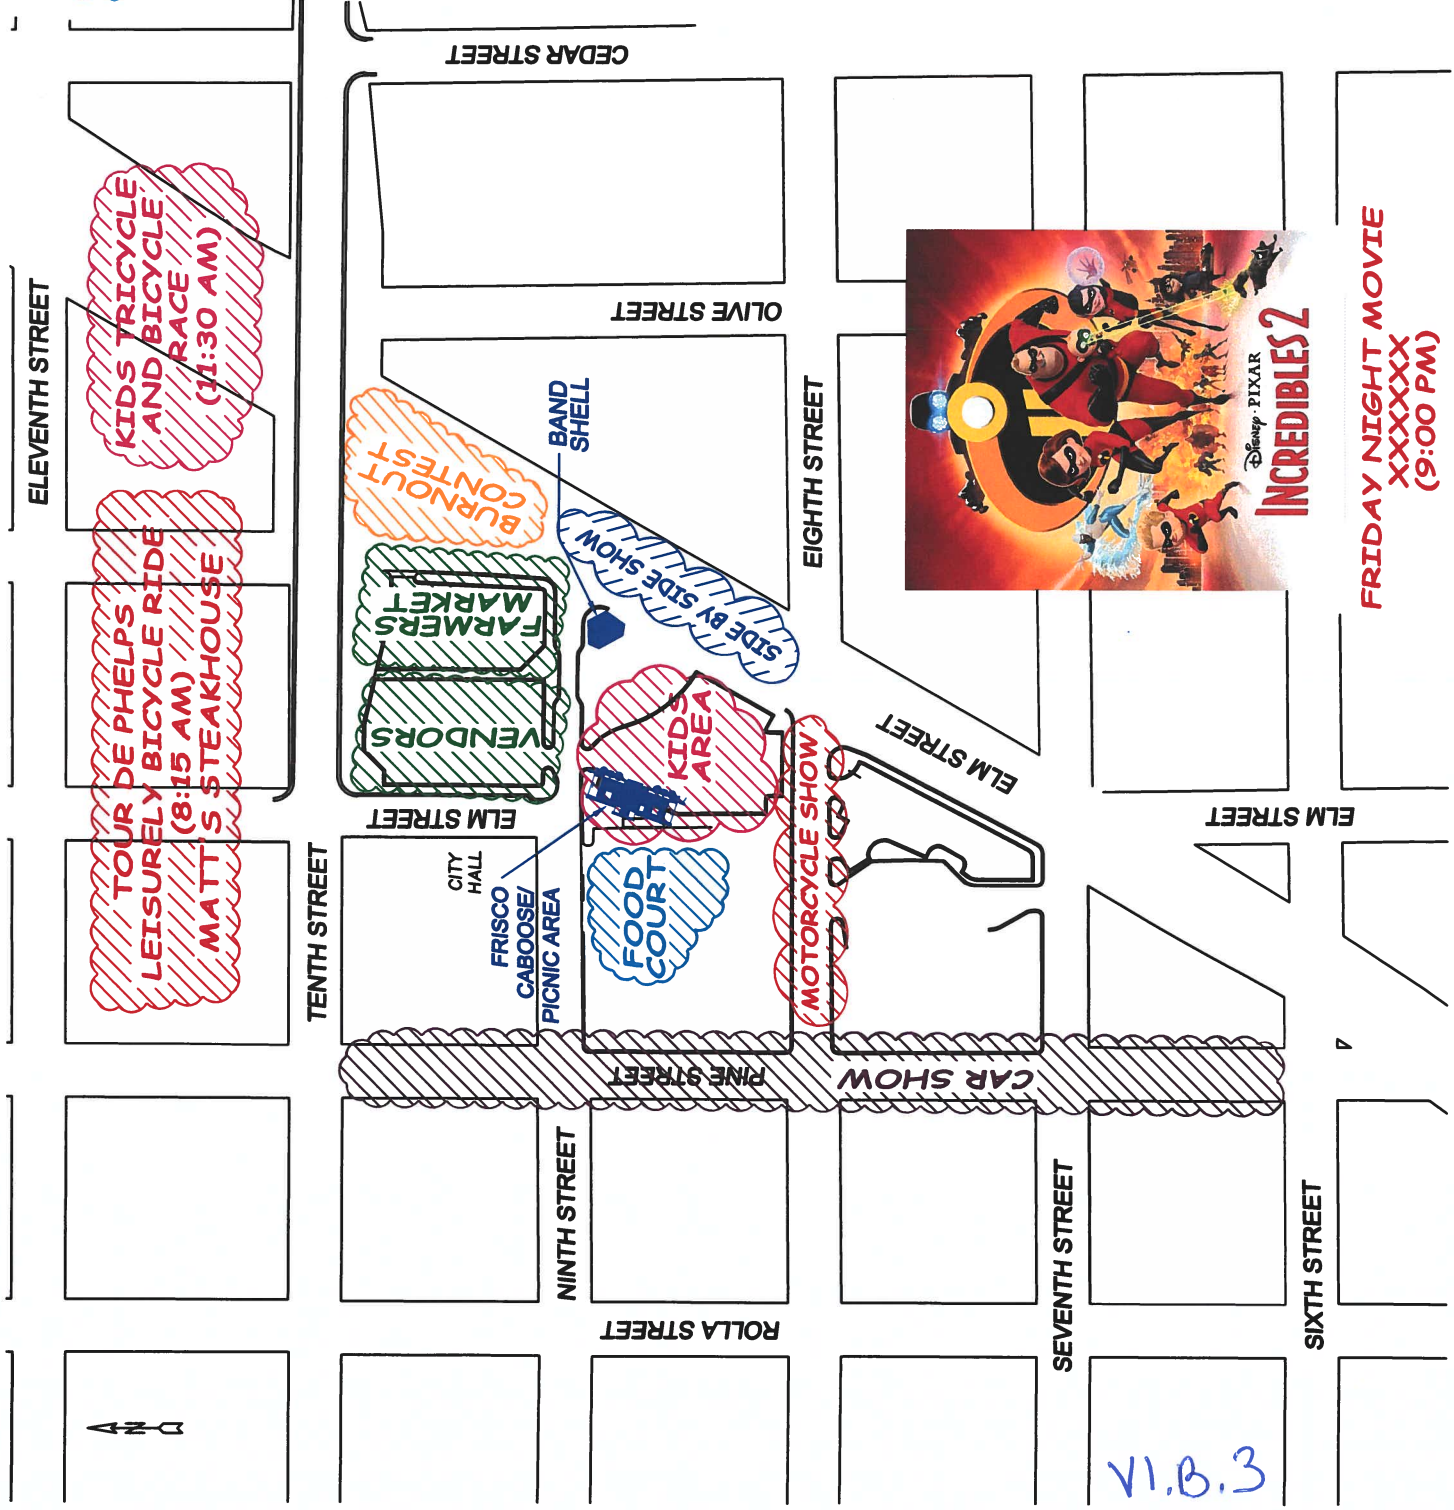 CEDAR STREET
KIDS TRICYCLE
AND BICYCLE
RACE
(11:30 AM)
ELEVENTH STREET
OLIVE STREET
BAND
SHELL
BURNOUT
CONTEST
EIGHTH STREET
DISNEY · PIXAR
INCREDIBLES 2
FRIDAY NIGHT MOVIE
XXXXXX
(9:00 PM)
TOUR DE PHELPS
LEISURELY BICYCLE RIDE
(8:15 AM)
MATT'S STEAKHOUSE
FARMERS
MARKET
SIDE BY SIDE SHOW
VENDORS
KIDS
AREA
ELM STREET
MOTORCYCLE SHOW
ELM STREET
ELM STREET
TENTH STREET
CITY
HALL
FRISCO
CABOOSE/
PICNIC AREA
FOOD
COURT
PINE STREET
CAR SHOW
NINTH STREET
SEVENTH STREET
SIXTH STREET
ROLLA STREET
N
VI.B.3